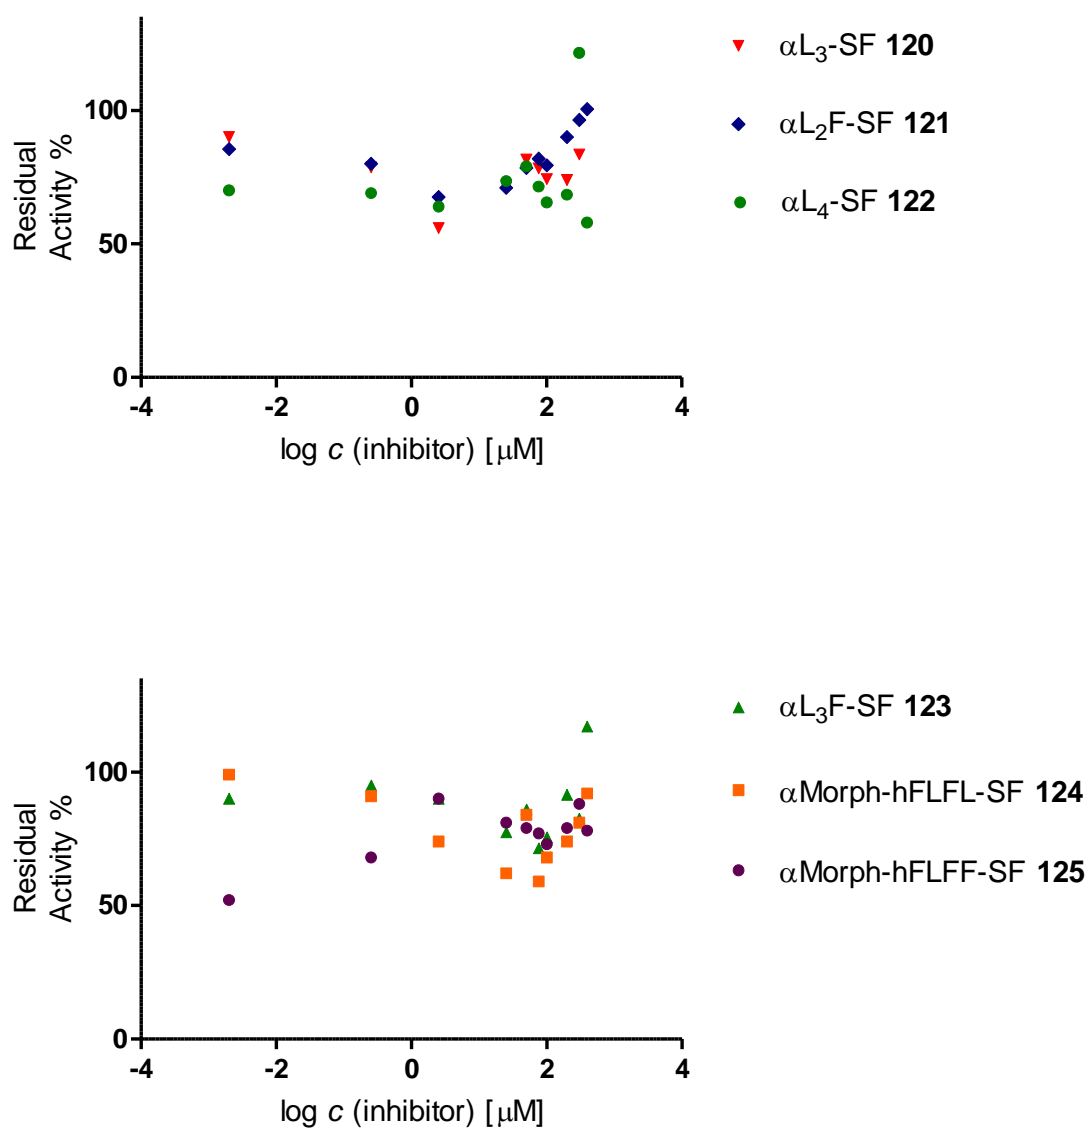 αL3-SF 120
αL2F-SF 121
αL4-SF 122
Residual
Activity %
100
50
0
-4 -2 0 2 4
log c (inhibitor) [μM]
αL3F-SF 123
αMorph-hFLFL-SF 124
αMorph-hFLFF-SF 125
Residual
Activity %
100
50
0
-4 -2 0 2 4
log c (inhibitor) [μM]